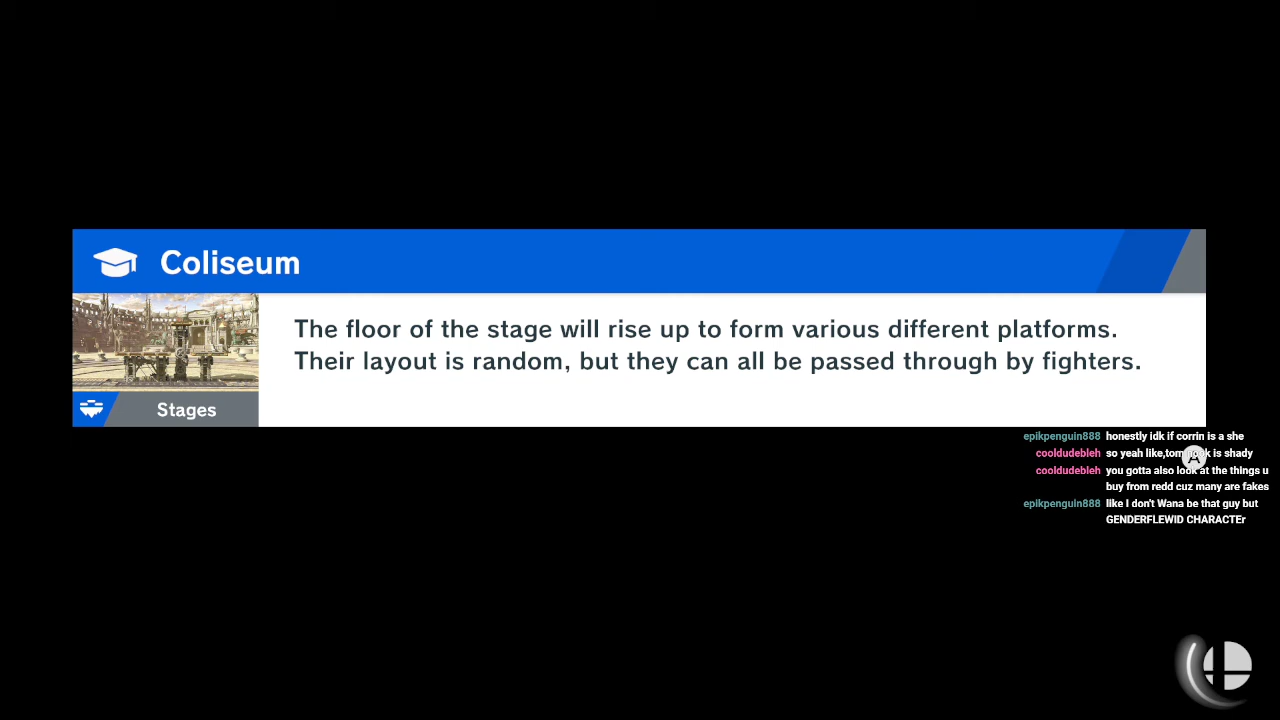 Coliseum
The floor of the stage will rise up to form various different platforms.
Their layout is random, but they can all be passed through by fighters.
Stages
epikpenguin888 honestly idk if corrin is a she
cooldudebleh so yeah like,tom is shady
A
cooldudebleh you gotta also look at the things u
buy from redd cuz many are fakes
epikpenguin888 like I don't Wana be that guy but
GENDERFLEWID CHARACTEr